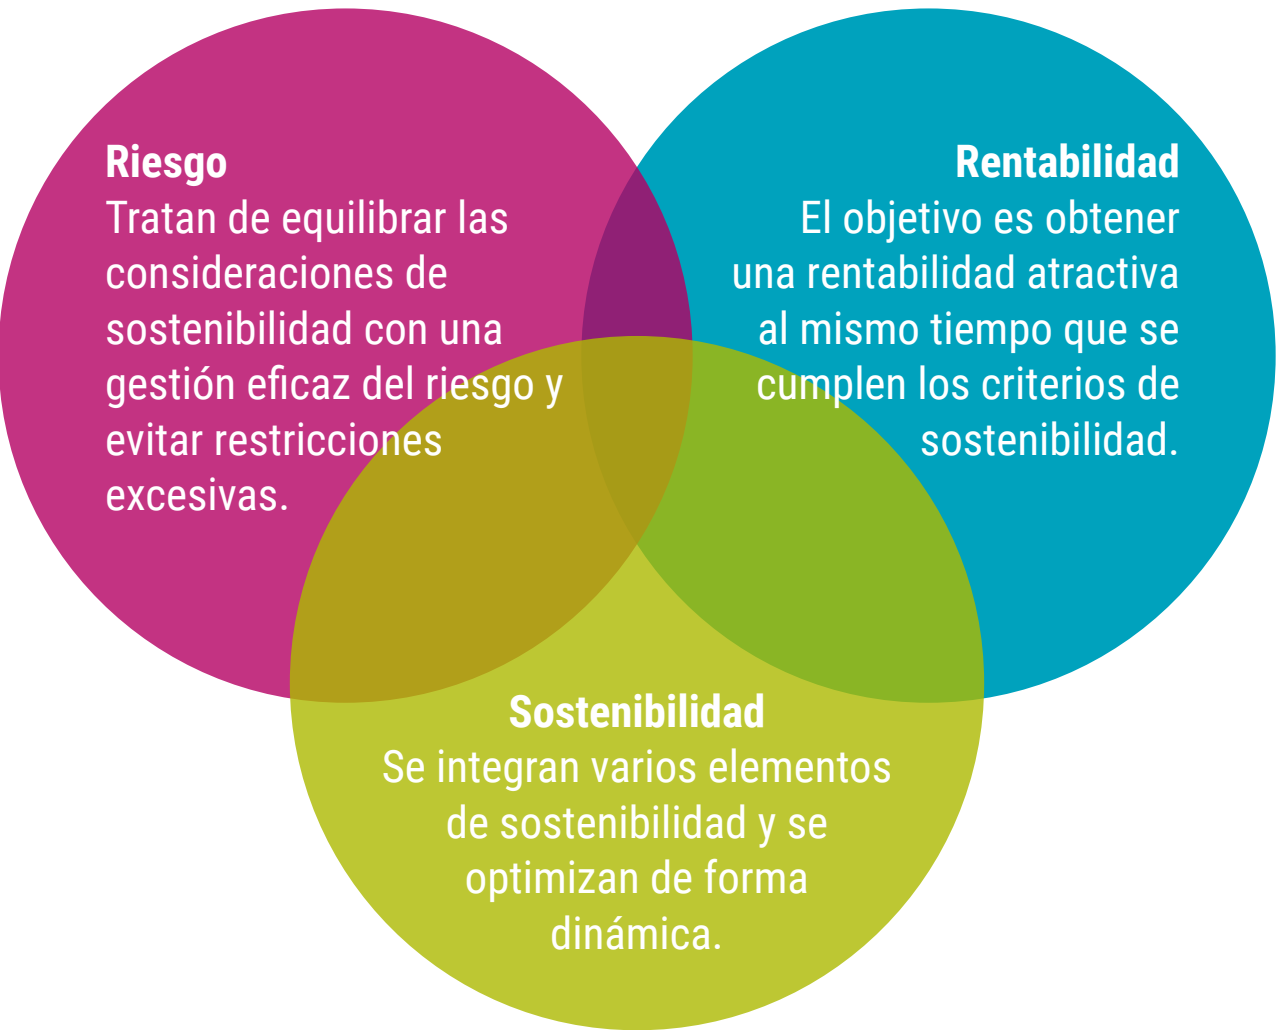 Riesgo
Tratan de equilibrar las
consideraciones de
sostenibilidad con una
gestión eficaz del riesgo y
evitar restricciones
excesivas.
Rentabilidad
El objetivo es obtener
una rentabilidad atractiva
al mismo tiempo que se
cumplen los criterios de
sostenibilidad.
Sostenibilidad
Se integran varios elementos
de sostenibilidad y se
optimizan de forma
dinámica.